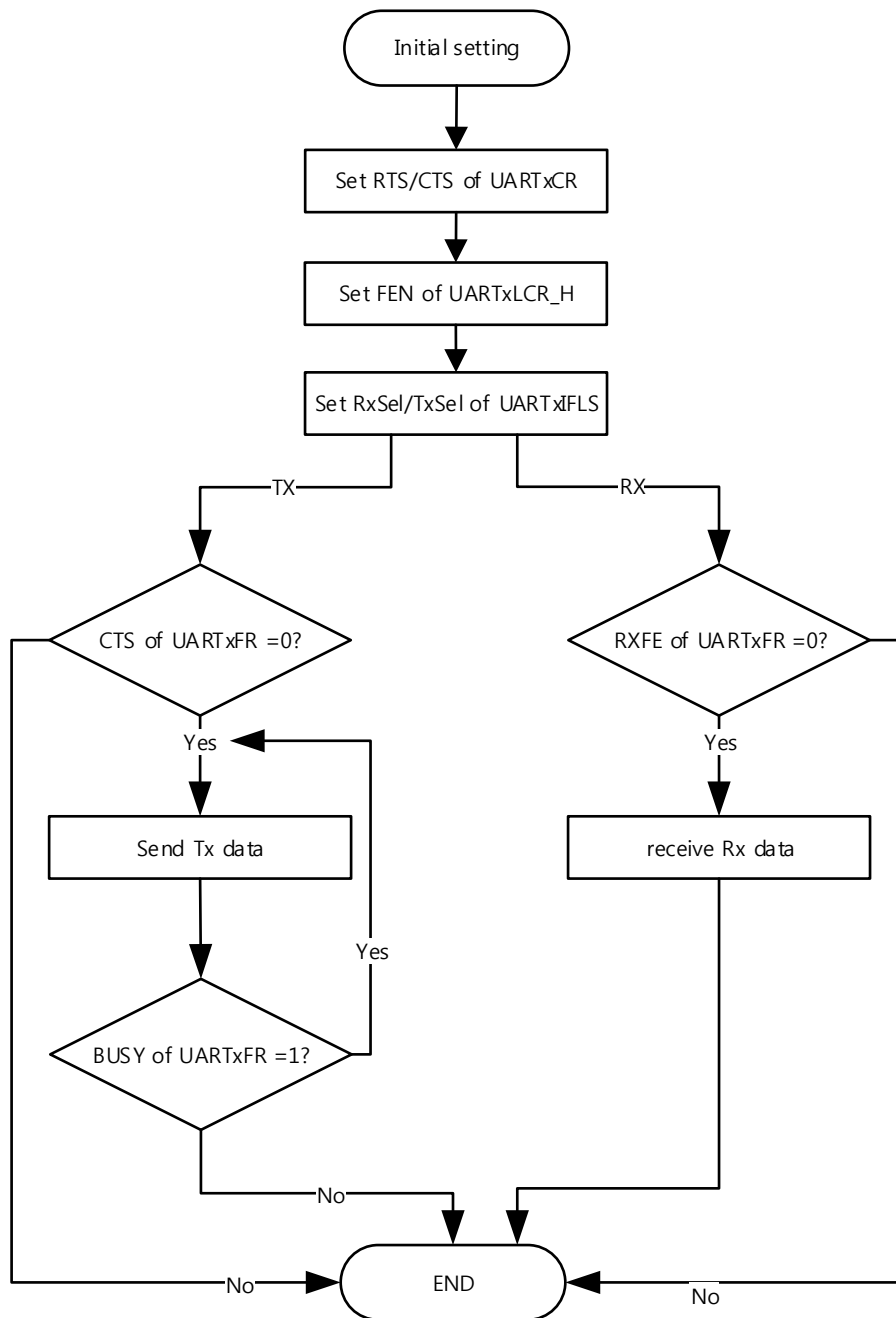 Initial setting
Set RTS/CTS of UARTxCR
Set FEN of UARTxLCR_H
Set RxSel/TxSel of UARTxIFLS
TX
RX
CTS of UARTxFR =0?
RXFE of UARTxFR =0?
Yes
Yes
Send Tx data
receive Rx data
Yes
BUSY of UARTxFR =1?
No
No
END
No